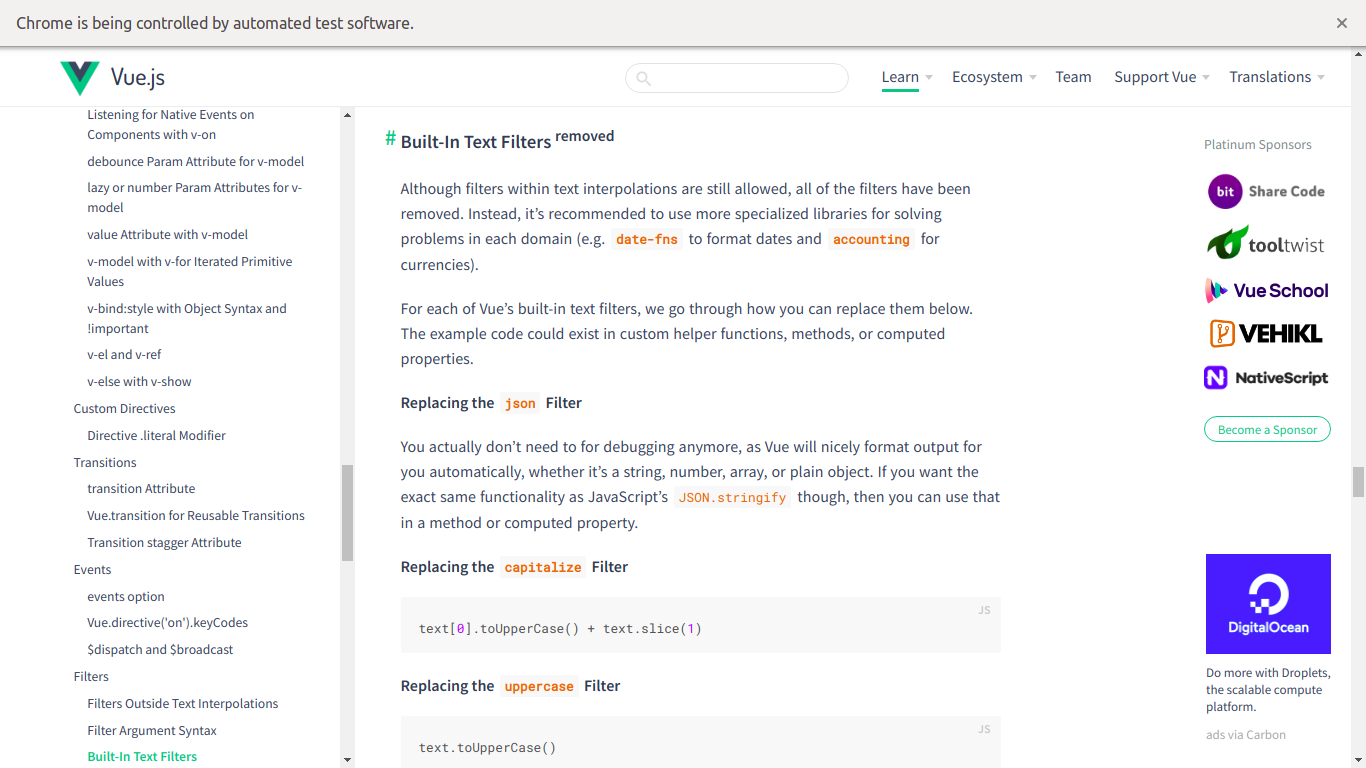 Chrome is being controlled by automated test software.
Vue.js
Learn
Ecosystem
Team
Support Vue
Translations
Listening for Native Events on
Components with v-on
debounce Param Attribute for v-model
lazy or number Param Attributes for v-
model
value Attribute with v-model
v-model with v-for Iterated Primitive
Values
v-bind:style with Object Syntax and
!important
v-el and v-ref
v-else with v-show
Custom Directives
Directive .literal Modifier
Transitions
transition Attribute
Vue.transition for Reusable Transitions
Transition stagger Attribute
Events
events option
Vue.directive('on').keyCodes
$dispatch and $broadcast
Filters
Filters Outside Text Interpolations
Filter Argument Syntax
Built-In Text Filters
# Built-In Text Filters removed
Although filters within text interpolations are still allowed, all of the filters have been
removed. Instead, it’s recommended to use more specialized libraries for solving
problems in each domain (e.g. date-fns to format dates and accounting for
currencies).
For each of Vue’s built-in text filters, we go through how you can replace them below.
The example code could exist in custom helper functions, methods, or computed
properties.
Replacing the json Filter
You actually don’t need to for debugging anymore, as Vue will nicely format output for
you automatically, whether it’s a string, number, array, or plain object. If you want the
exact same functionality as JavaScript’s JSON.stringify though, then you can use that
in a method or computed property.
Replacing the capitalize Filter
JS
text[0].toUpperCase() + text.slice(1)
Replacing the uppercase Filter
JS
text.toUpperCase()
Platinum Sponsors
bit Share Code
tooltwist
Vue School
VEHIKL
N NativeScript
Become a Sponsor
DigitalOcean
Do more with Droplets,
the scalable compute
platform.
ads via Carbon